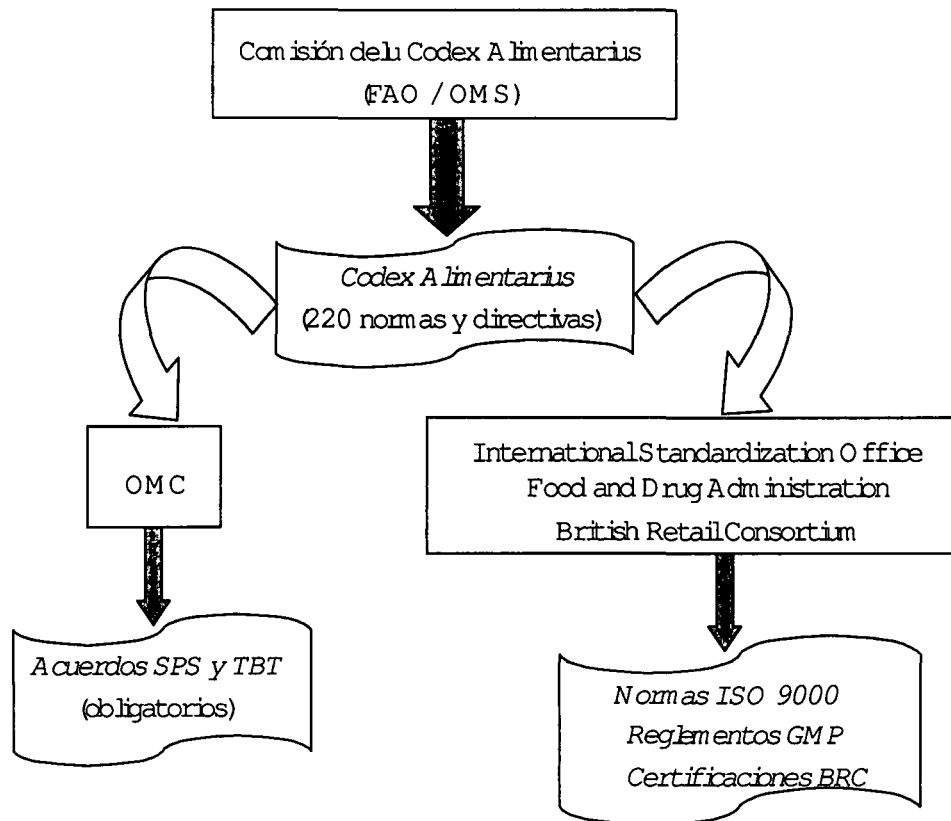 Comisión delu Codex Alimentarius
(FAO / OMS)
Codex Alimentarius
(220 normas y directivas)
OMC
International Standardization Office
Food and Drug Administration
British Retail Consortium
Acuerdos SPS y TBT
(obligatorios)
Normas ISO 9000
Reglementos GMP
Certificaciones BRC